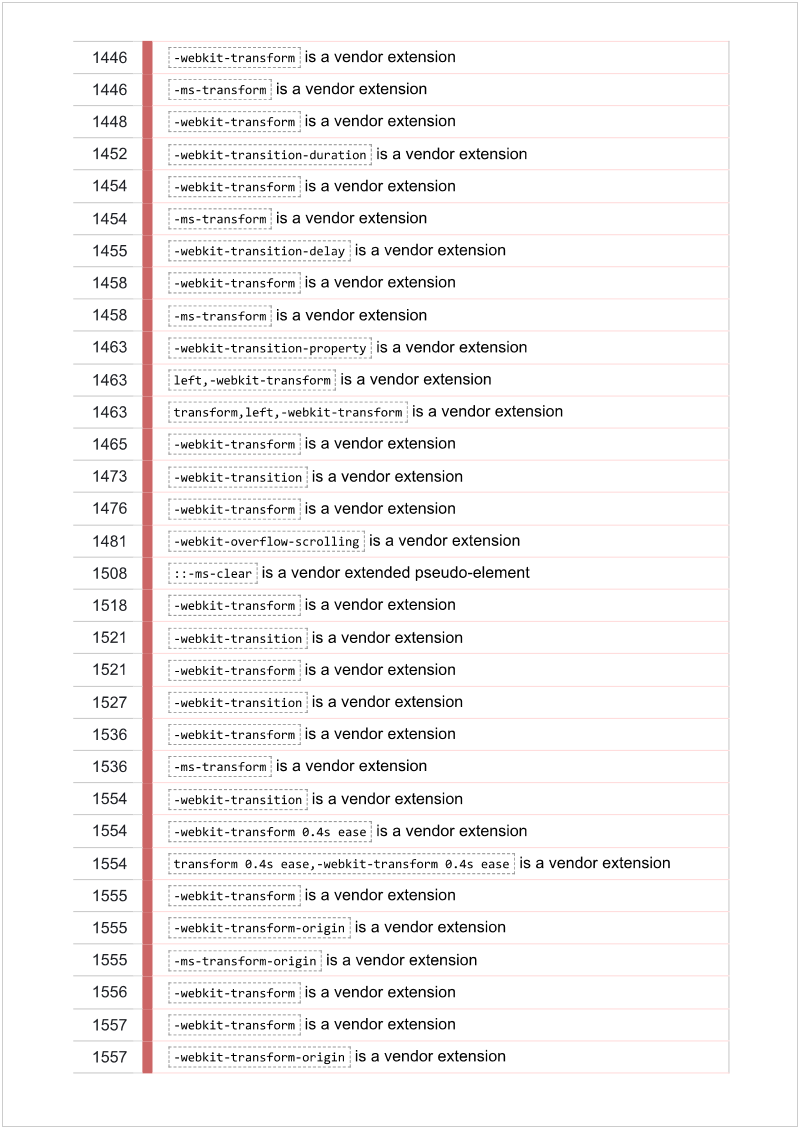 1446 -webkit-transform is a vendor extension
1446 -ms-transform is a vendor extension
1448 -webkit-transform is a vendor extension
1452 -webkit-transition-duration is a vendor extension
1454 -webkit-transform is a vendor extension
1454 -ms-transform is a vendor extension
1455 -webkit-transition-delay is a vendor extension
1458 -webkit-transform is a vendor extension
1458 -ms-transform is a vendor extension
1463 -webkit-transition-property is a vendor extension
1463 left,-webkit-transform is a vendor extension
1463 transform,left,-webkit-transform is a vendor extension
1465 -webkit-transform is a vendor extension
1473 -webkit-transition is a vendor extension
1476 -webkit-transform is a vendor extension
1481 -webkit-overflow-scrolling is a vendor extension
1508 ::-ms-clear is a vendor extended pseudo-element
1518 -webkit-transform is a vendor extension
1521 -webkit-transition is a vendor extension
1521 -webkit-transform is a vendor extension
1527 -webkit-transition is a vendor extension
1536 -webkit-transform is a vendor extension
1536 -ms-transform is a vendor extension
1554 -webkit-transition is a vendor extension
1554 -webkit-transform 0.4s ease is a vendor extension
1554 transform 0.4s ease,-webkit-transform 0.4s ease is a vendor extension
1555 -webkit-transform is a vendor extension
1555 -webkit-transform-origin is a vendor extension
1555 -ms-transform-origin is a vendor extension
1556 -webkit-transform is a vendor extension
1557 -webkit-transform is a vendor extension
1557 -webkit-transform-origin is a vendor extension